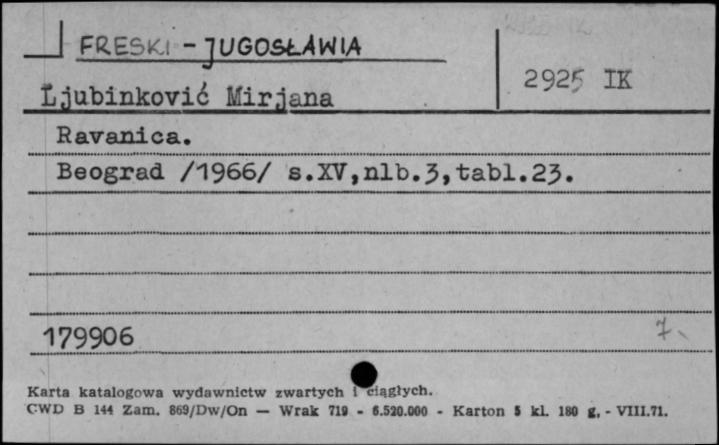 FRESKI - JUGOSŁAWIA
2925 IK
Ljubinković Mirjana
Ravanica.
Beograd /1966/ s.XV,nlb.3,tabl.23.
179906
7.
Karta katalogowa wydawnictw zwartych i ciągłych.
CWD B 144 Zam. 869/Dw/On — Wrak 719 - 6.520.000 - Karton 5 kl. 180 g. - VIII.71.